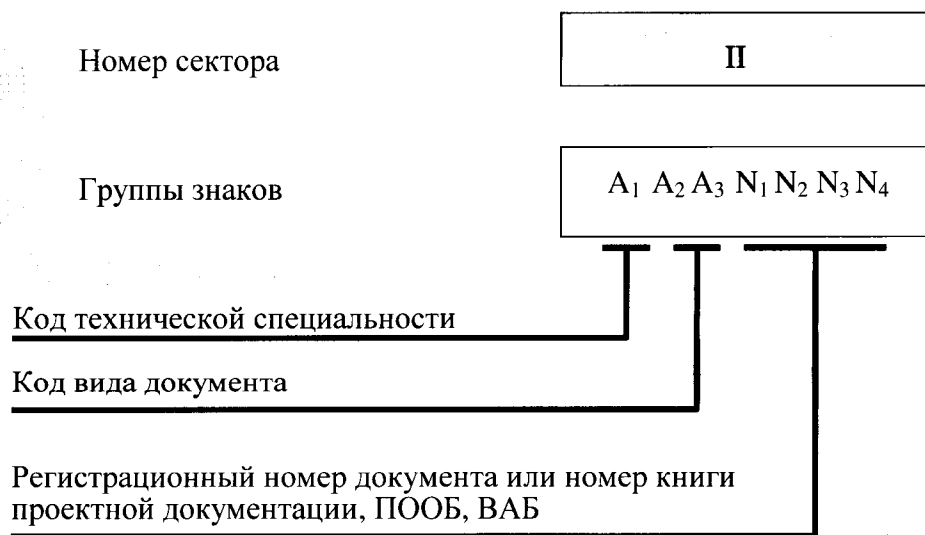 Номер сектора II
Группы знаков A₁ A₂ A₃ N₁ N₂ N₃ N₄
Код технической специальности
Код вида документа
Регистрационный номер документа или номер книги
проектной документации, ПООБ, ВАБ